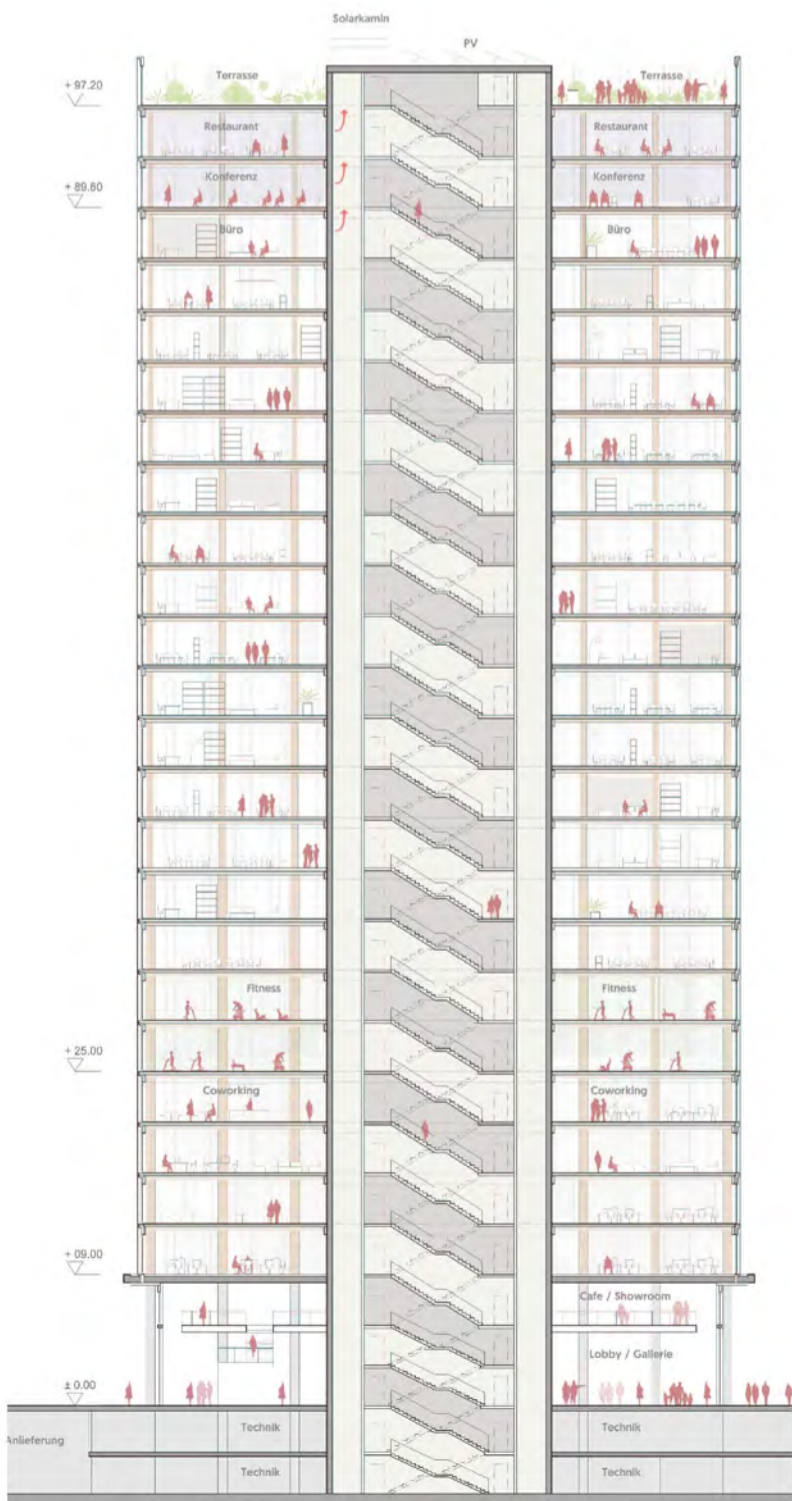 Solarkamin
PV
Terrasse
Terrasse
+ 97.20
Restaurant
Restaurant
Konferenz
Konferenz
+ 89.60
Büro
Büro
Fitness
Fitness
+ 25.00
Coworking
Coworking
+ 09.00
Cafe / Showroom
Lobby / Gallerie
± 0.00
Technik
Technik
Anlieferung
Technik
Technik